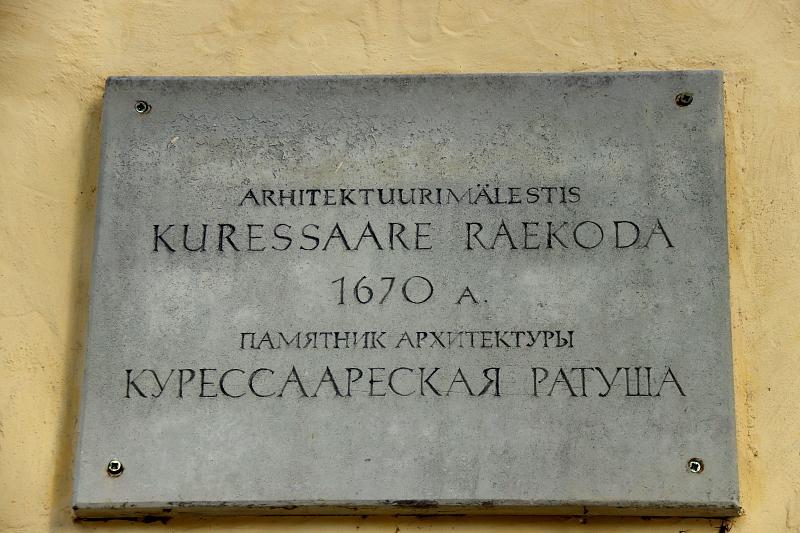 ARHITEKTUURIMÄLESTIS
KURESSAARE RAEKODA
1670 A.
ПАМЯТНИК АРХИТЕКТУРЫ
КУРЕССААРЕСКАЯ РАТУША